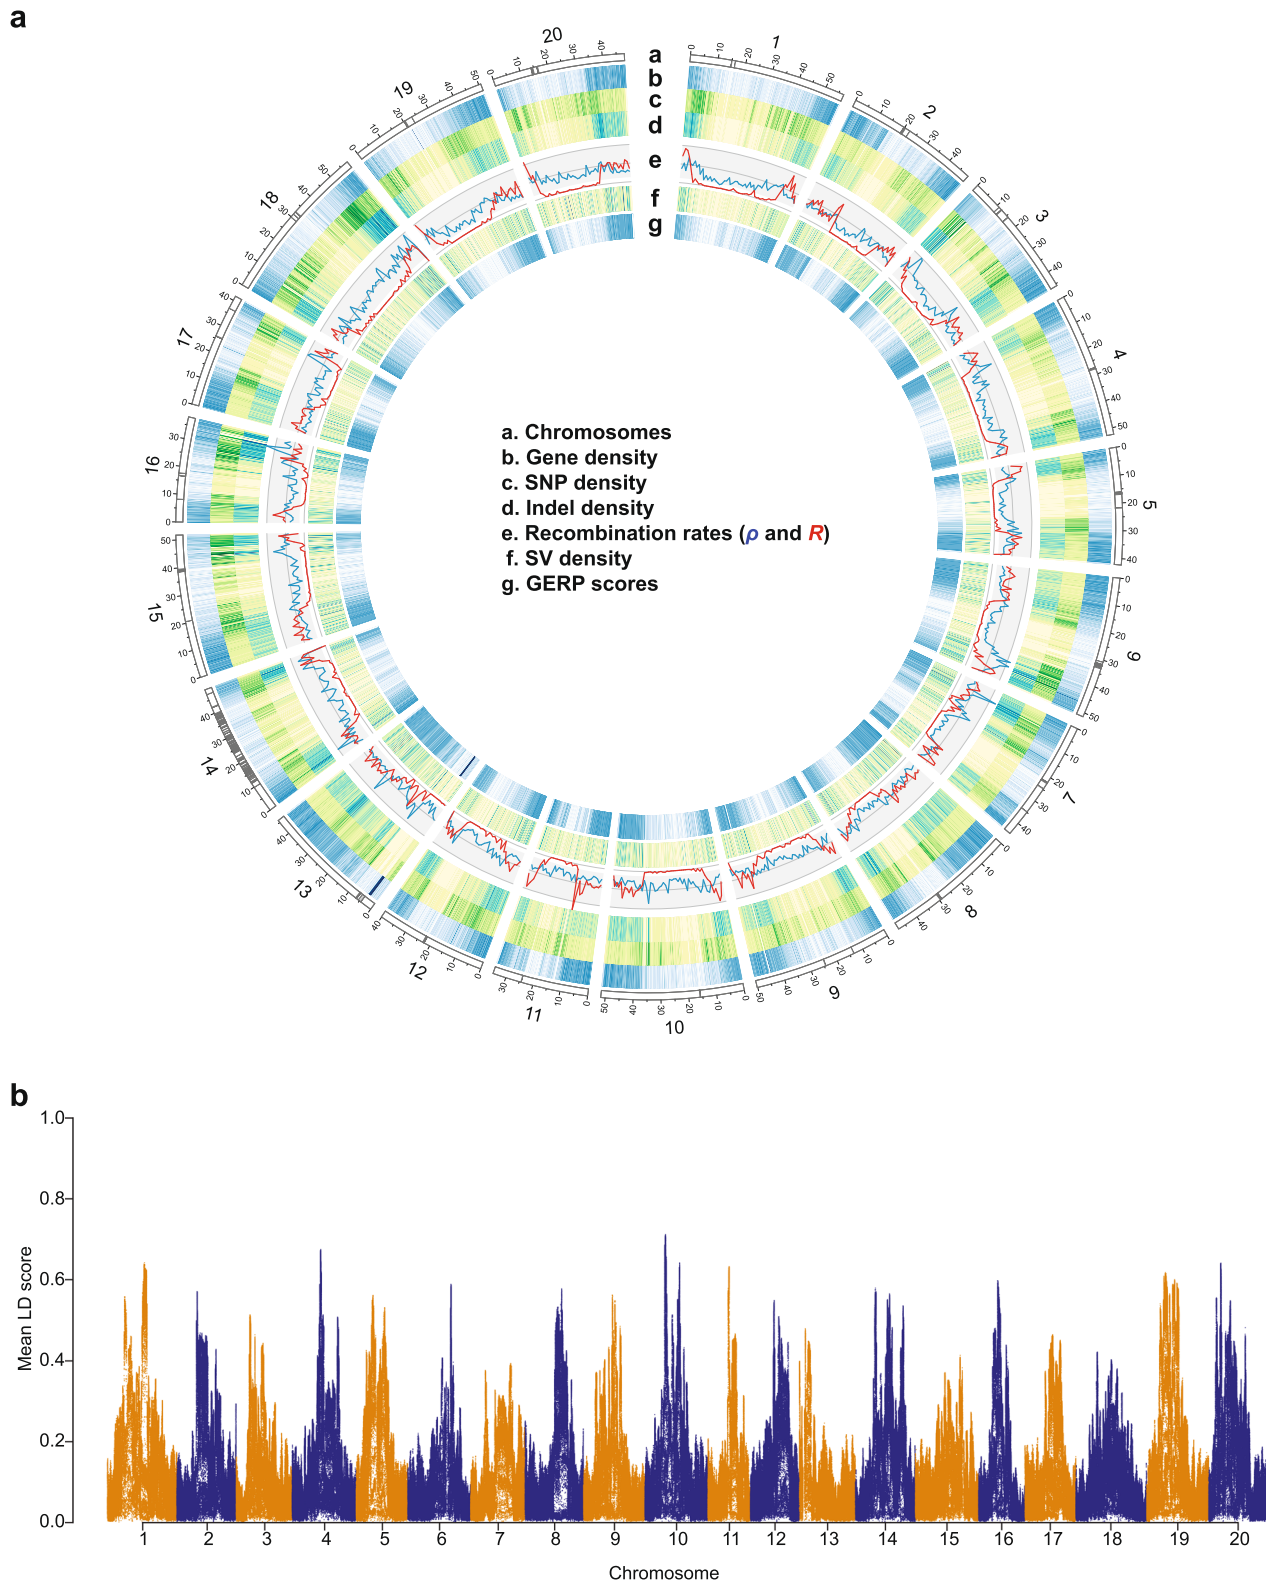 a
20
1
19
2
18
3
17
4
16
5
15
6
14
7
13
8
12
9
11
10
a
b
c
d
e
f
g
a. Chromosomes
b. Gene density
c. SNP density
d. Indel density
e. Recombination rates (ρ and R)
f. SV density
g. GERP scores
b
1.0
0.8
0.6
0.4
0.2
0.0
Mean LD score
1 2 3 4 5 6 7 8 9 10 11 12 13 14 15 16 17 18 19 20
Chromosome